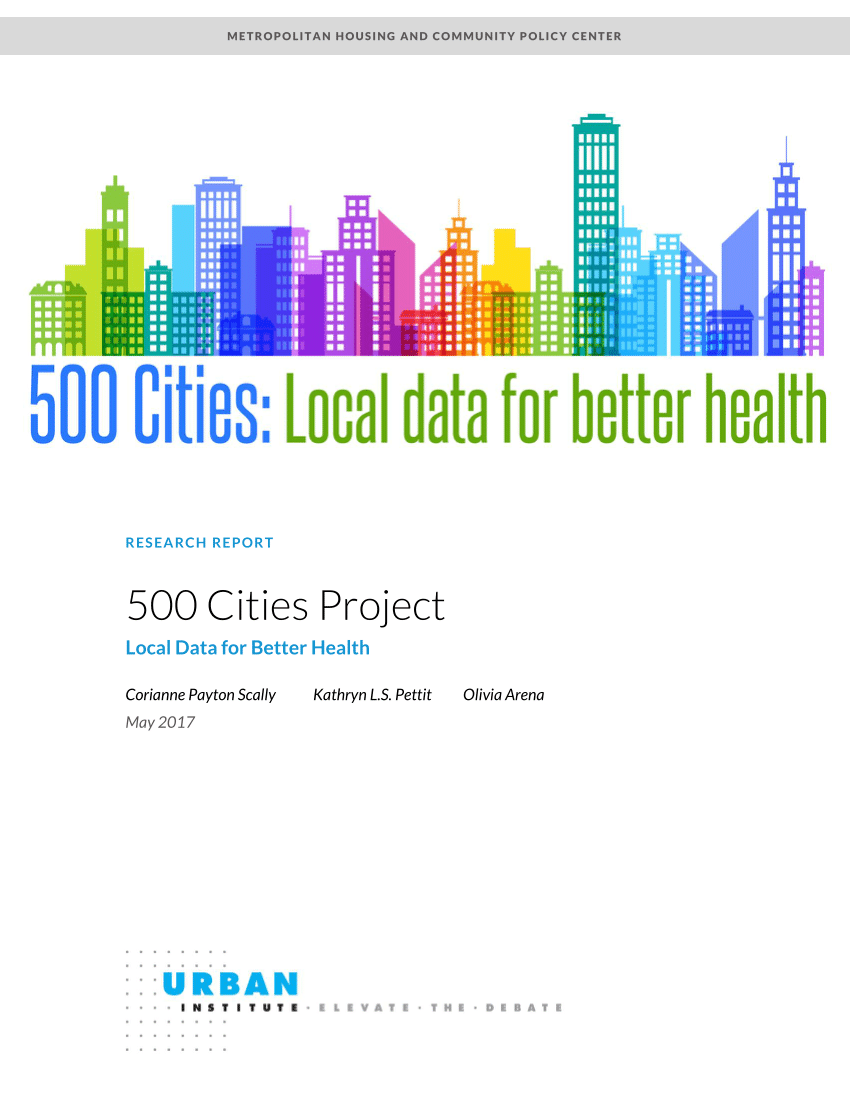 METROPOLITAN HOUSING AND COMMUNITY POLICY CENTER
500 Cities: Local data for better health
RESEARCH REPORT
500 Cities Project
Local Data for Better Health
Corianne Payton Scally Kathryn L.S. Pettit Olivia Arena
May 2017
URBAN
INSTITUTE · ELEVATE · THE · DEBATE